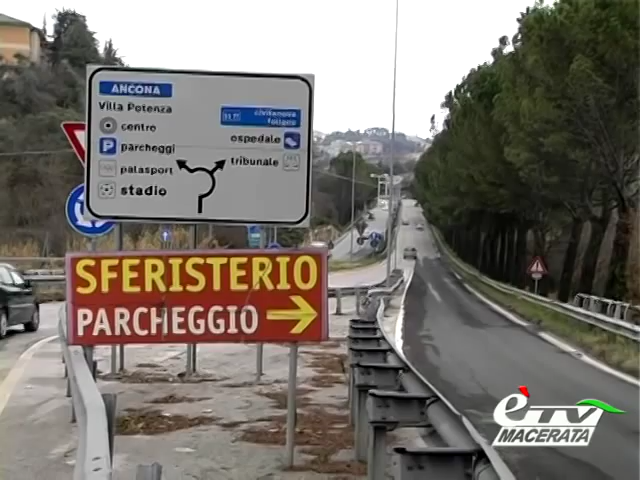 ANCONA
Villa Potenza
civitanova
foligno
centro
ospedale
P parcheggi
tribunale
palasport
stadio
SFERISTERIO
PARCHEGGIO
eTV
MACERATA